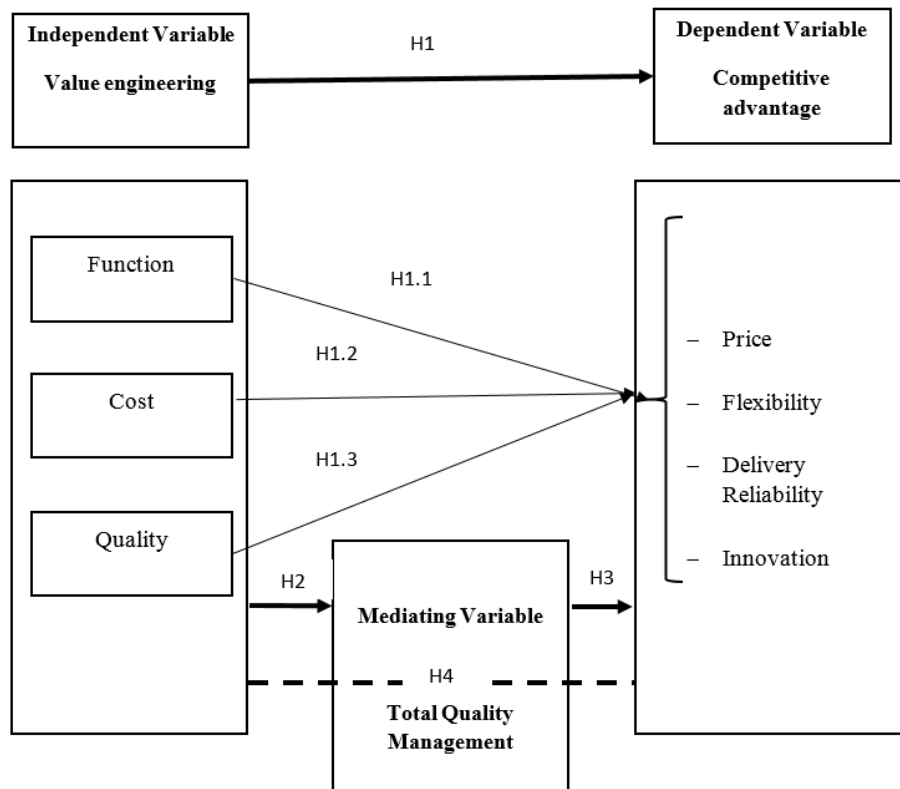 Independent Variable
Value engineering
H1
Dependent Variable
Competitive
advantage
Function
H1.1
Cost
H1.2
Quality
H1.3
– Price
– Flexibility
– Delivery
Reliability
– Innovation
H2
Mediating Variable
H3
H4
Total Quality
Management